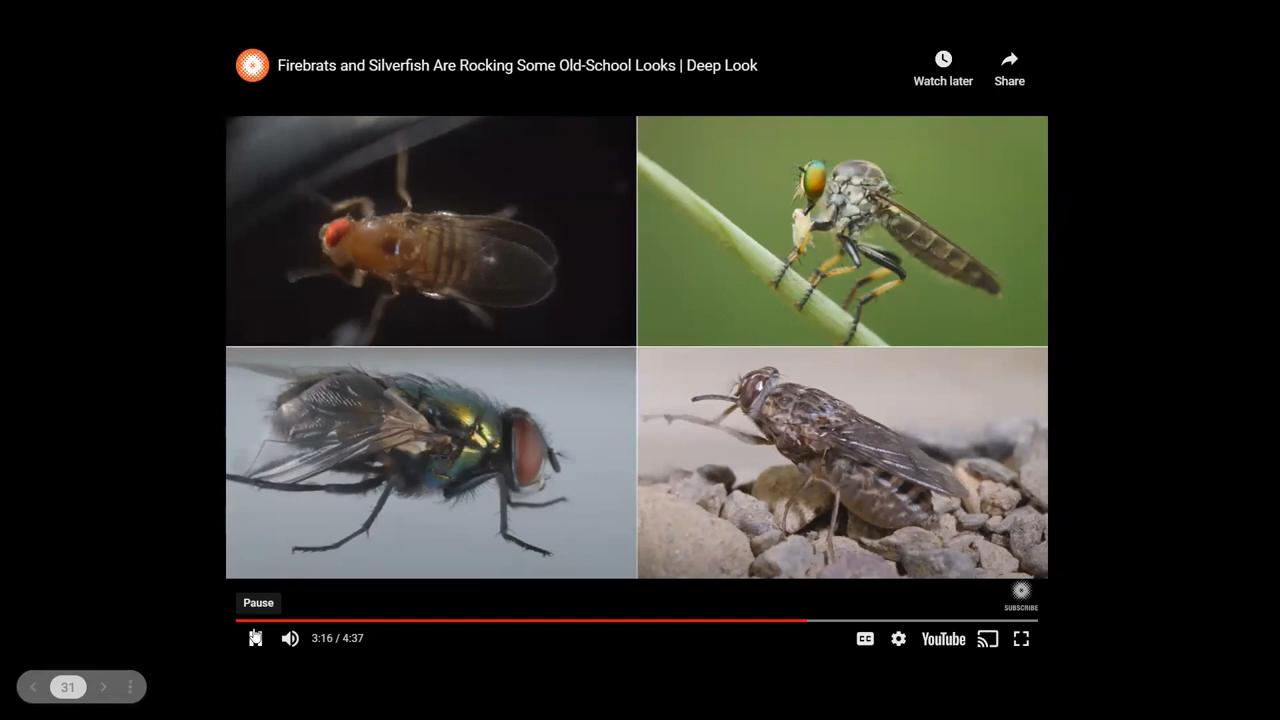 Firebrats and Silverfish Are Rocking Some Old-School Looks | Deep Look
Watch later
Share
Pause
SUBSCRIBE
3:16 / 4:37
CC
YouTube
31